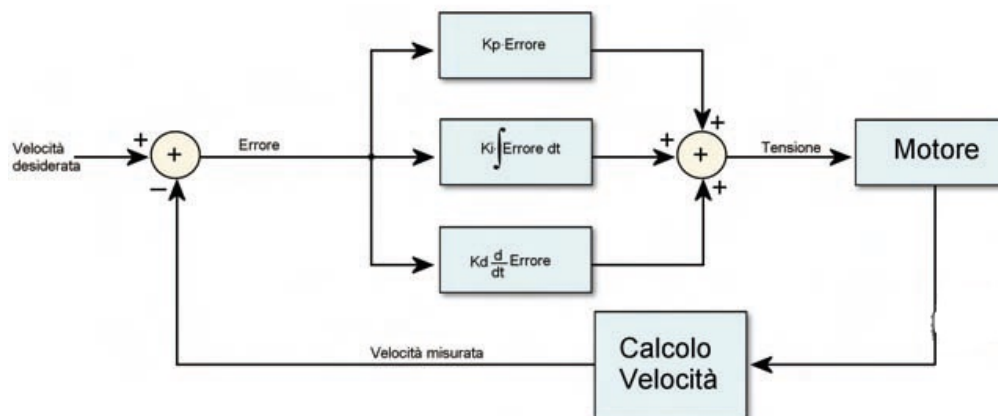 Kp·Errore
+
+
Velocità
desiderata
+
+
Errore
Ki·∫Errore dt
+
+
Tensione
Motore
−
+
Kd d/dt Errore
Velocità misurata
Calcolo
Velocità